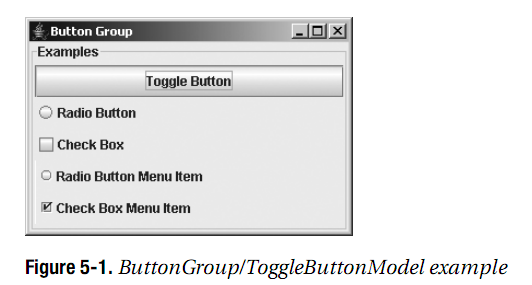 Button Group
Examples
Toggle Button
Radio Button
Check Box
Radio Button Menu Item
Check Box Menu Item
Figure 5-1. ButtonGroup/ToggleButtonModel example